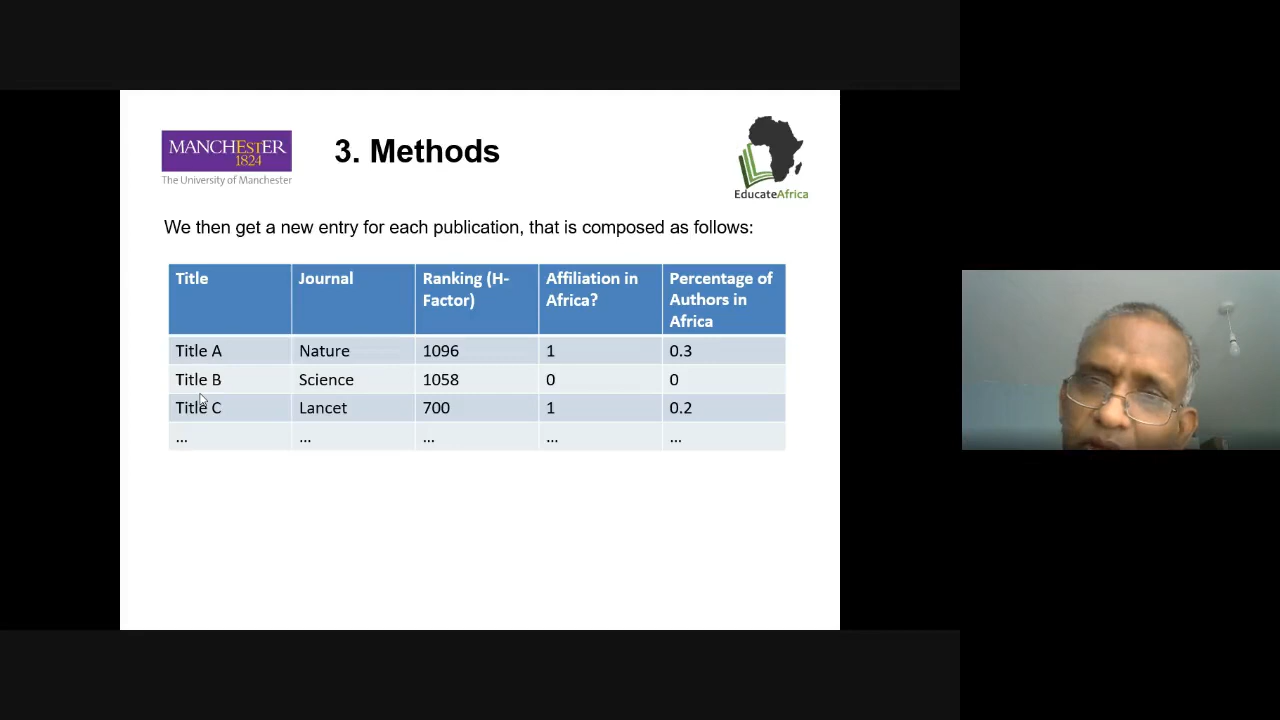 MANCHESTER
1824
The University of Manchester
3. Methods
EducateAfrica
We then get a new entry for each publication, that is composed as follows:
Title Journal Ranking (H-Factor) Affiliation in Africa? Percentage of Authors in Africa
Title A Nature 1096 1 0.3
Title B Science 1058 0 0
Title C Lancet 700 1 0.2
... ... ... ... ...